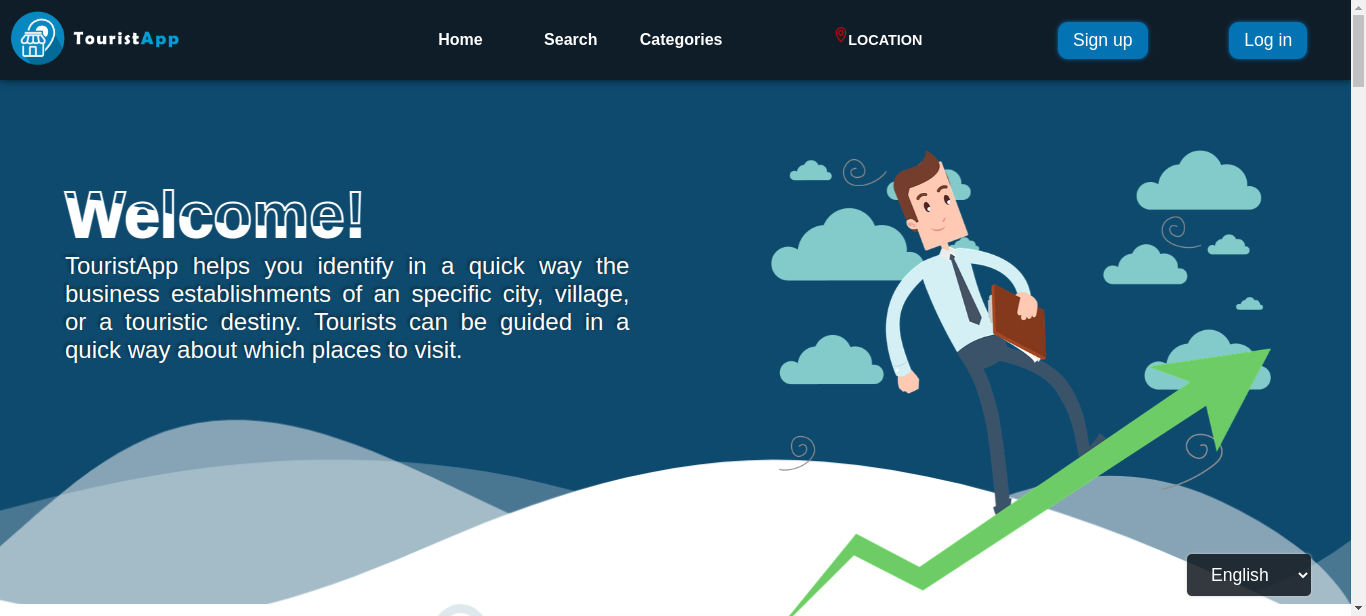 TouristApp
Home
Search
Categories
LOCATION
Sign up
Log in
Welcome!
TouristApp helps you identify in a quick way the
business establishments of an specific city, village,
or a touristic destiny. Tourists can be guided in a
quick way about which places to visit.
English